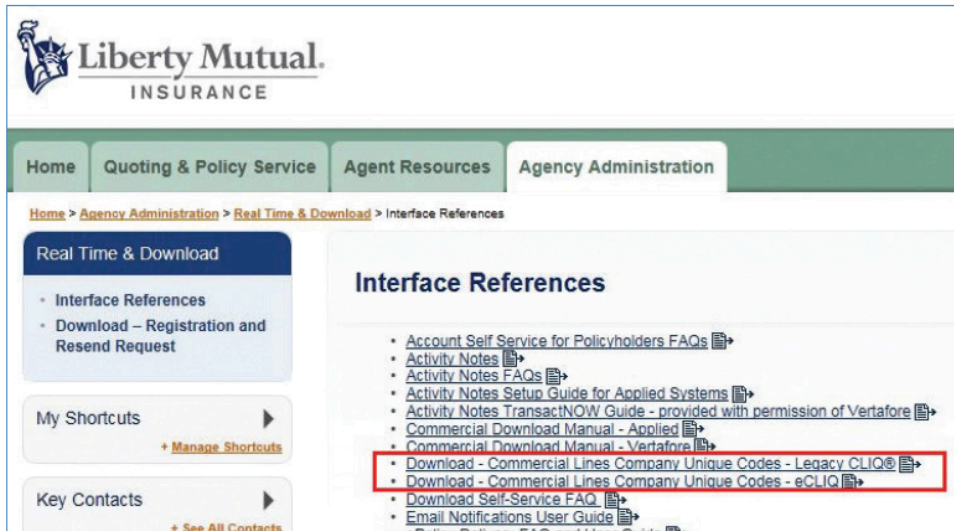 Liberty Mutual.
INSURANCE
Home
Quoting & Policy Service
Agent Resources
Agency Administration
Home > Agency Administration > Real Time & Download > Interface References
Real Time & Download
• Interface References
• Download – Registration and
Resend Request
My Shortcuts
+ Manage Shortcuts
Key Contacts
+ See All Contacts
Interface References
• Account Self Service for Policyholders FAQs
• Activity Notes
• Activity Notes FAQs
• Activity Notes Setup Guide for Applied Systems
• Activity Notes TransactNOW Guide - provided with permission of Vertafore
• Commercial Download Manual - Applied
• Commercial Download Manual - Vertafore
• Download - Commercial Lines Company Unique Codes - Legacy CLIQ®
• Download - Commercial Lines Company Unique Codes - eCLIQ
• Download Self-Service FAQ
• Email Notifications User Guide